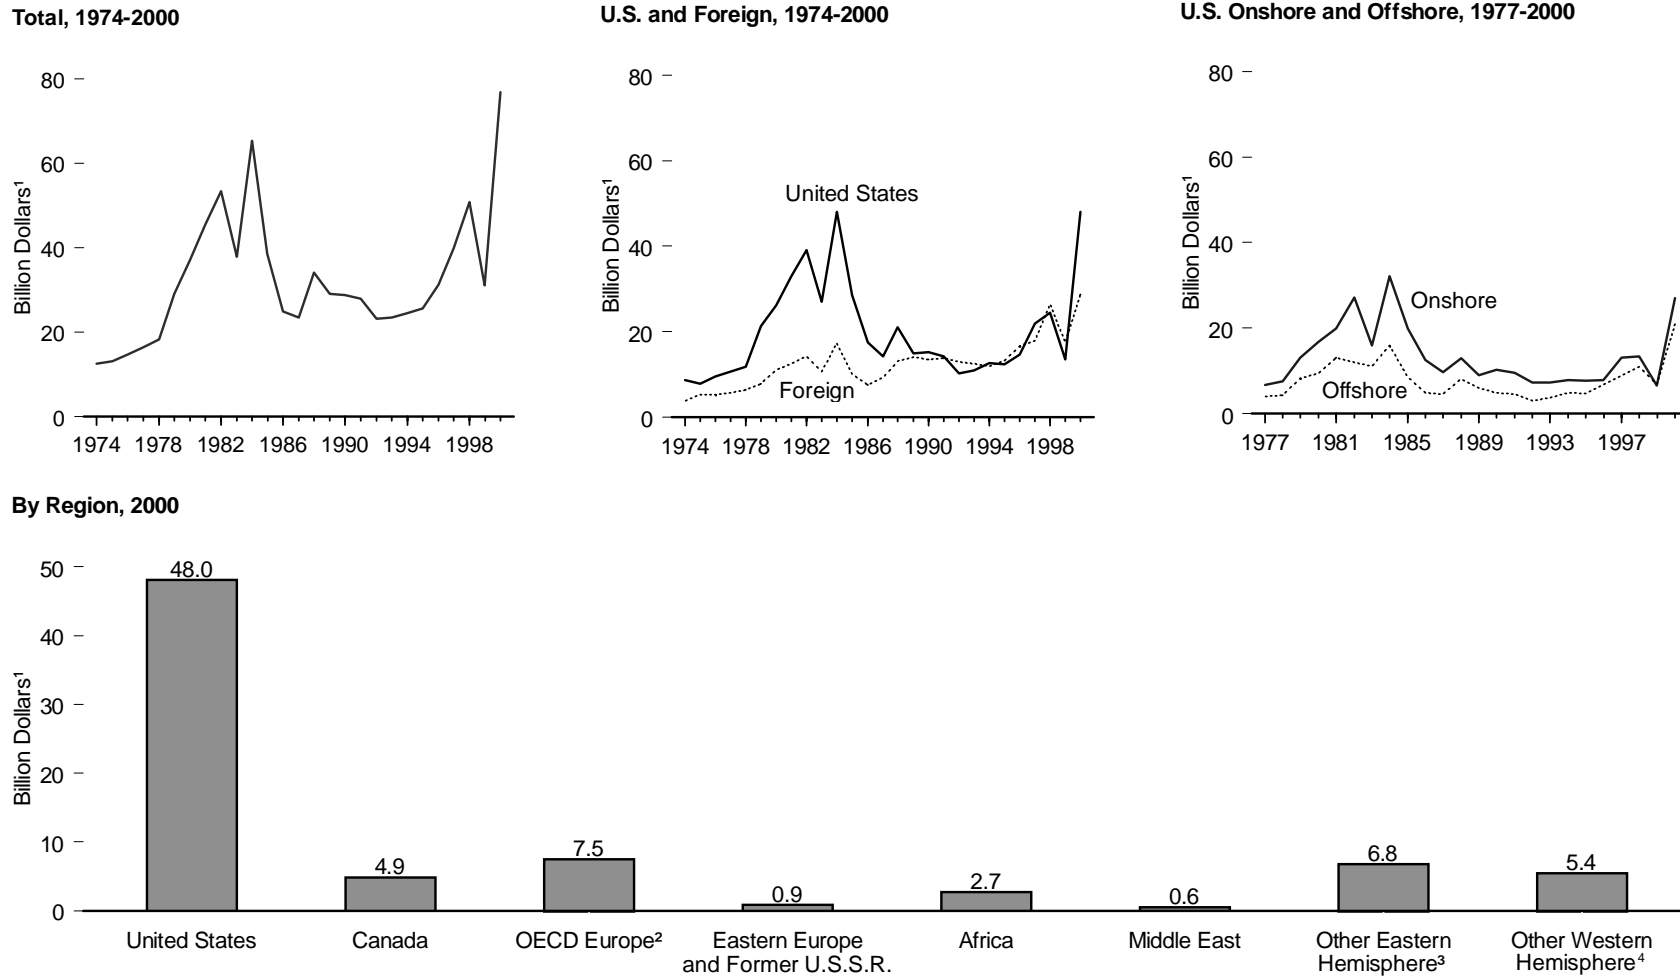 Total, 1974-2000
80
60
40
20
0
Billion Dollars¹
1974 1978 1982 1986 1990 1994 1998
U.S. and Foreign, 1974-2000
80
60
40
20
0
Billion Dollars¹
United States
Foreign
1974 1978 1982 1986 1990 1994 1998
U.S. Onshore and Offshore, 1977-2000
80
60
40
20
0
Billion Dollars¹
Onshore
Offshore
1977 1981 1985 1989 1993 1997
By Region, 2000
50
40
30
20
10
0
Billion Dollars¹
48.0
4.9
7.5
0.9
2.7
0.6
6.8
5.4
United States
Canada
OECD Europe²
Eastern Europe
and Former U.S.S.R.
Africa
Middle East
Other Eastern
Hemisphere³
Other Western
Hemisphere⁴